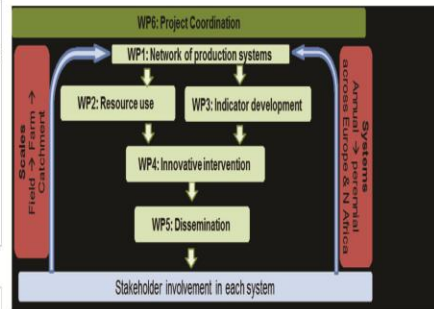 WP6: Project Coordination
WP1: Network of production systems
WP2: Resource use
WP3: Indicator development
WP4: Innovative intervention
WP5: Dissemination
Stakeholder involvement in each system
Scales
Field → Farm →
Catchment
Systems
Annual → perennial
across Europe & N Africa